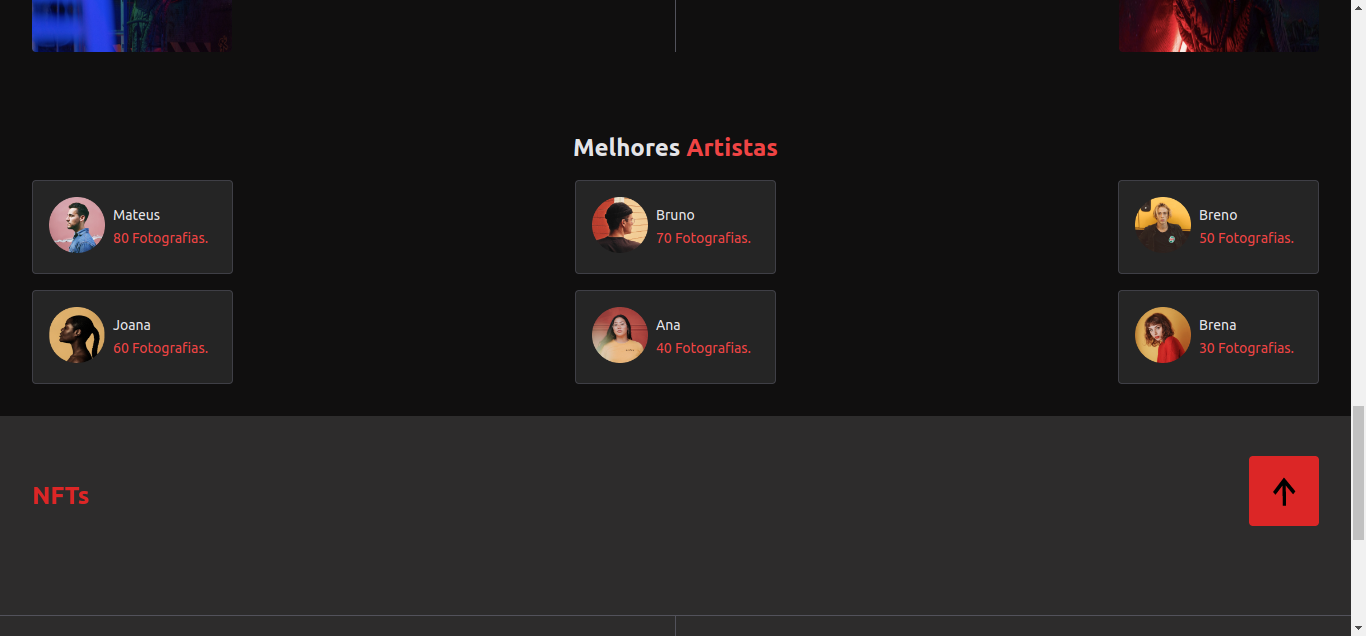 Melhores Artistas
Mateus
80 Fotografias.
Bruno
70 Fotografias.
Breno
50 Fotografias.
Joana
60 Fotografias.
Ana
40 Fotografias.
Brena
30 Fotografias.
NFTs